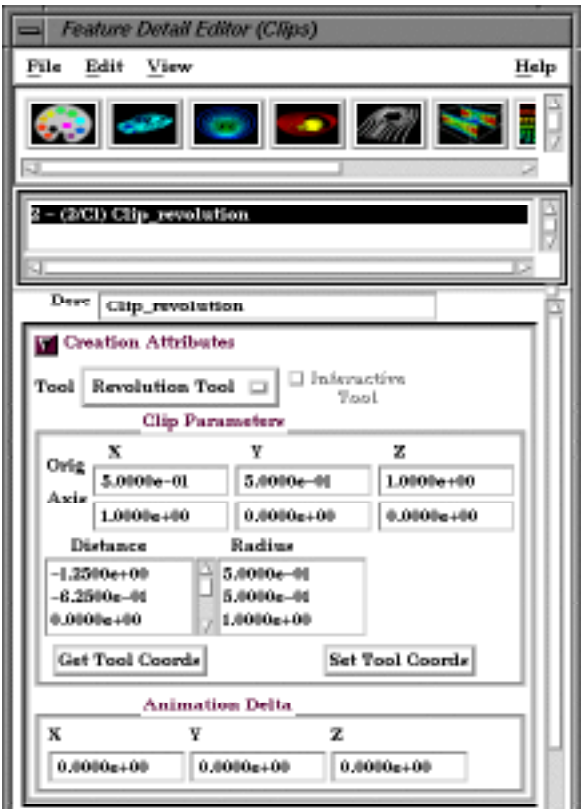 Feature Detail Editor (Clips)
File Edit View Help
2 - (2/Cl) Clip_revolution
Desc Clip_revolution
Creation Attributes
Tool Revolution Tool Interactive Tool
Clip Parameters
X Y Z
Orig 5.0000e-01 5.0000e-01 1.0000e+00
Axis 1.0000e+00 0.0000e+00 0.0000e+00
Distance Radius
-1.2500e+00 5.0000e-01
-6.2500e-01 5.0000e-01
0.0000e+00 1.0000e+00
Get Tool Coords Set Tool Coords
Animation Delta
X Y Z
0.0000e+00 0.0000e+00 0.0000e+00